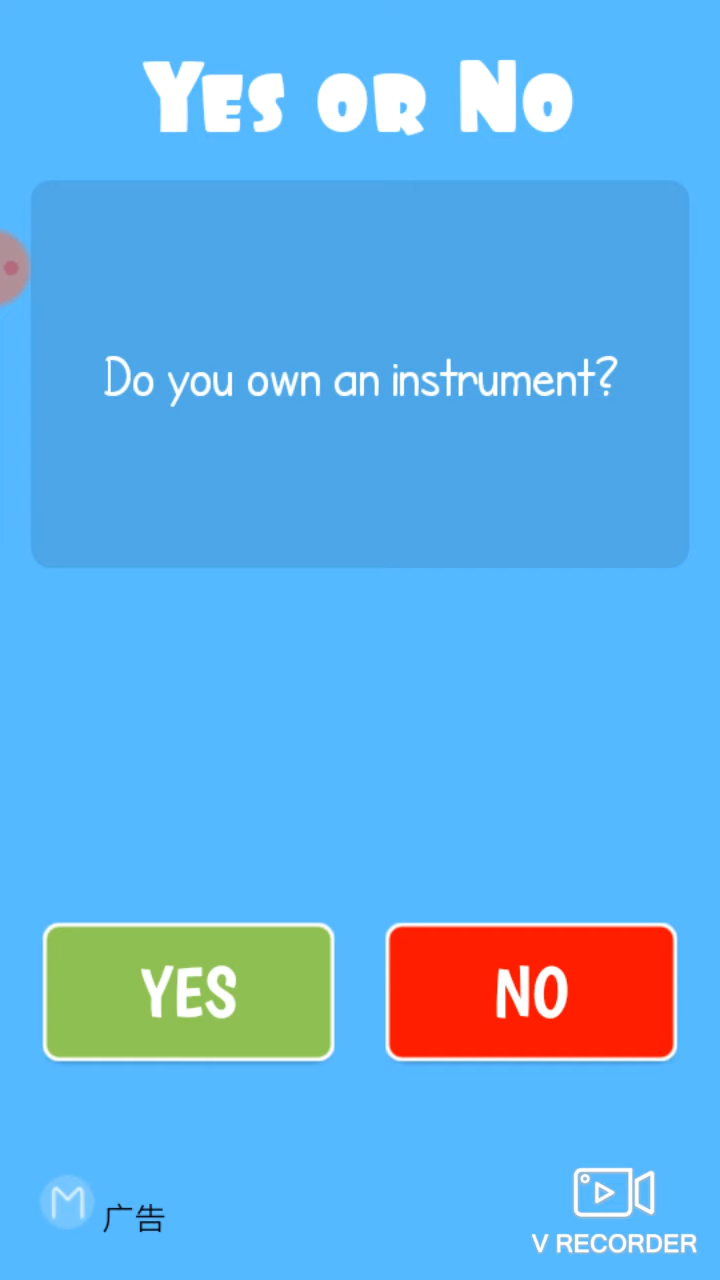 Yes or No
Do you own an instrument?
YES
NO
M 广告
V RECORDER